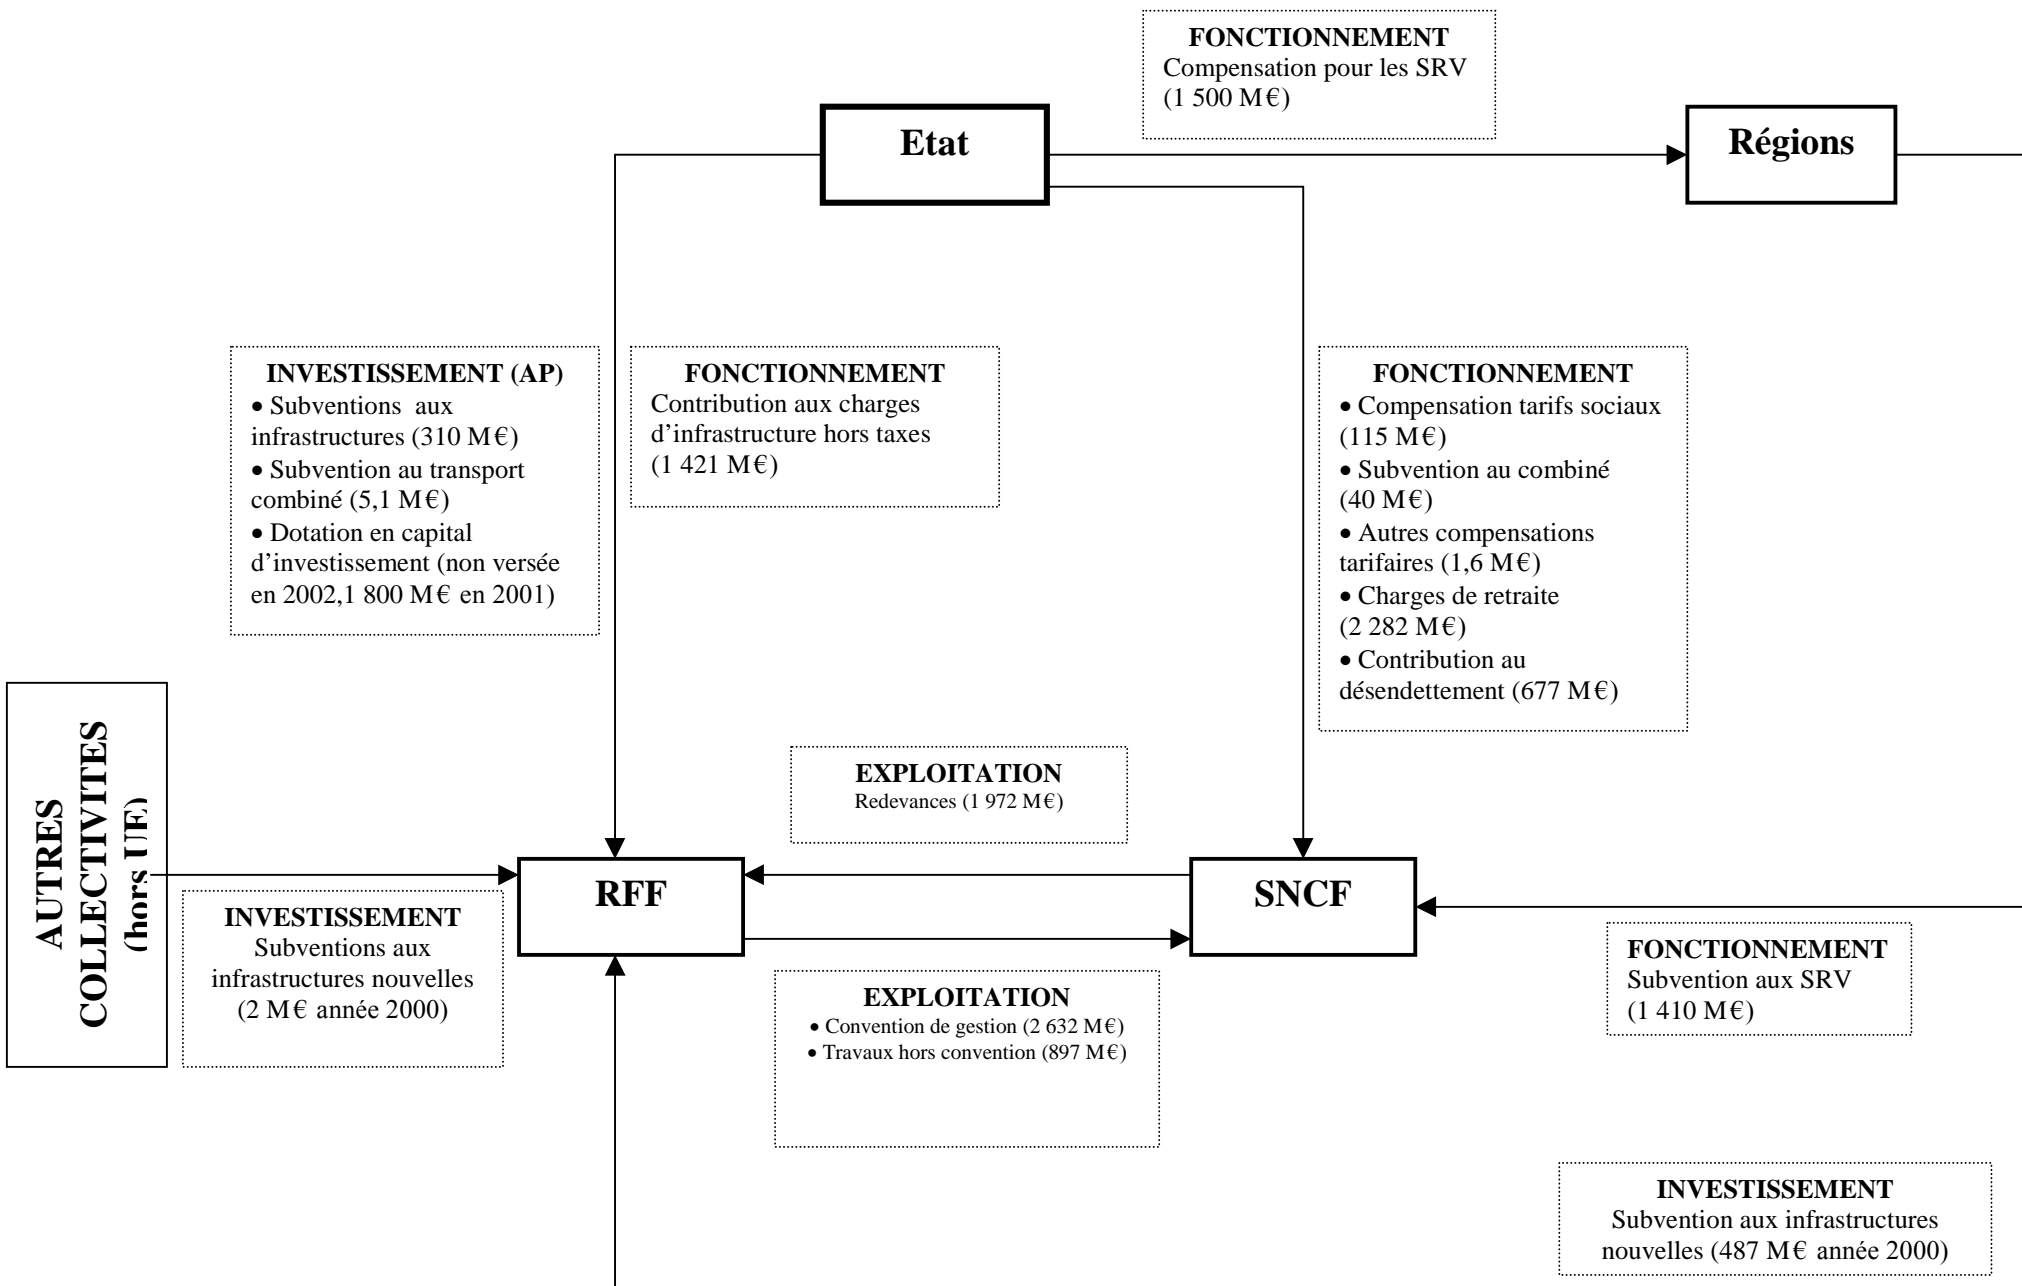 FONCTIONNEMENT
Compensation pour les SRV
(1 500 M€)
Etat
Régions
INVESTISSEMENT (AP)
• Subventions aux
infrastructures (310 M€)
• Subvention au transport
combiné (5,1 M€)
• Dotation en capital
d’investissement (non versée
en 2002,1 800 M€ en 2001)
FONCTIONNEMENT
Contribution aux charges
d’infrastructure hors taxes
(1 421 M€)
FONCTIONNEMENT
• Compensation tarifs sociaux
(115 M€)
• Subvention au combiné
(40 M€)
• Autres compensations
tarifaires (1,6 M€)
• Charges de retraite
(2 282 M€)
• Contribution au
désendettement (677 M€)
AUTRES
COLLECTIVITES
(hors UE)
EXPLOITATION
Redevances (1 972 M€)
RFF
SNCF
INVESTISSEMENT
Subventions aux
infrastructures nouvelles
(2 M€ année 2000)
EXPLOITATION
• Convention de gestion (2 632 M€)
• Travaux hors convention (897 M€)
FONCTIONNEMENT
Subvention aux SRV
(1 410 M€)
INVESTISSEMENT
Subvention aux infrastructures
nouvelles (487 M€ année 2000)